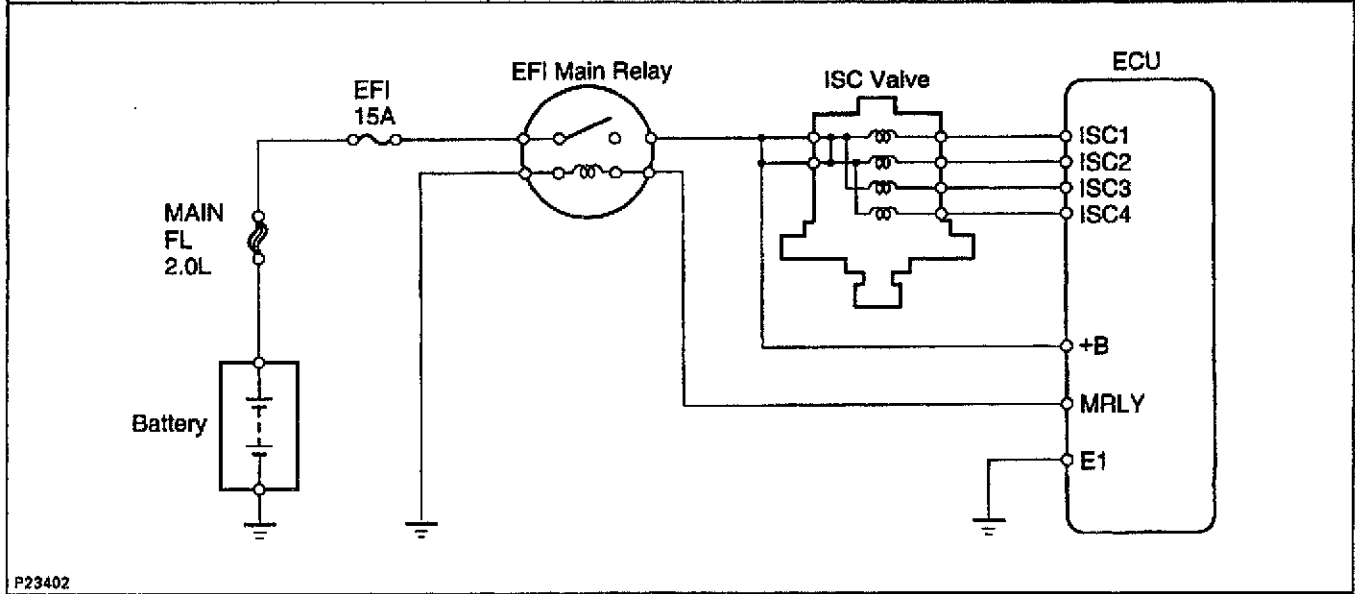 EFI Main Relay
ISC Valve
ECU
EFI
15A
ISC1
ISC2
ISC3
ISC4
MAIN
FL
2.0L
+B
MRLY
Battery
E1
P23402